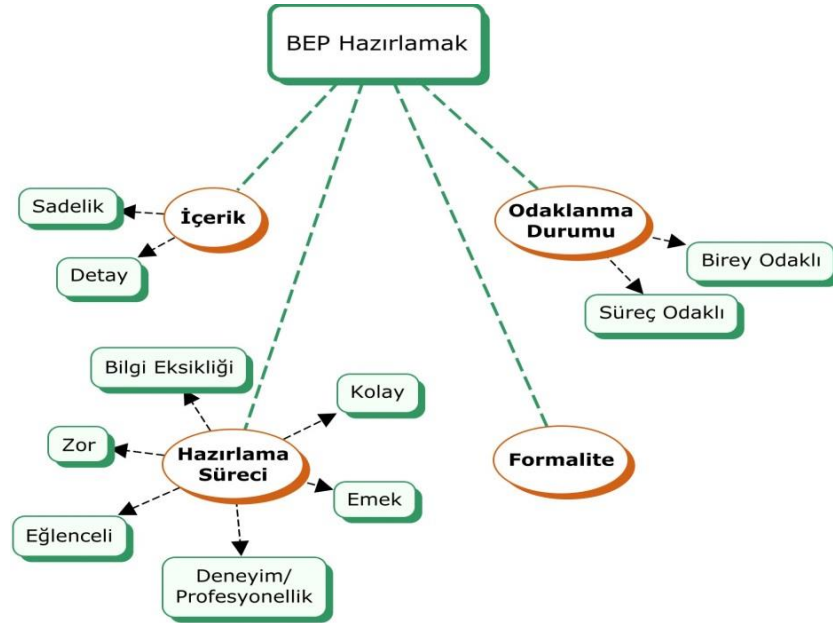 BEP Hazırlamak
İçerik
Sadelik
Detay
Odaklanma
Durumu
Birey Odaklı
Süreç Odaklı
Bilgi Eksikliği
Kolay
Zor
Hazırlama
Süreci
Emek
Eğlenceli
Deneyim/
Profesyonellik
Formalite